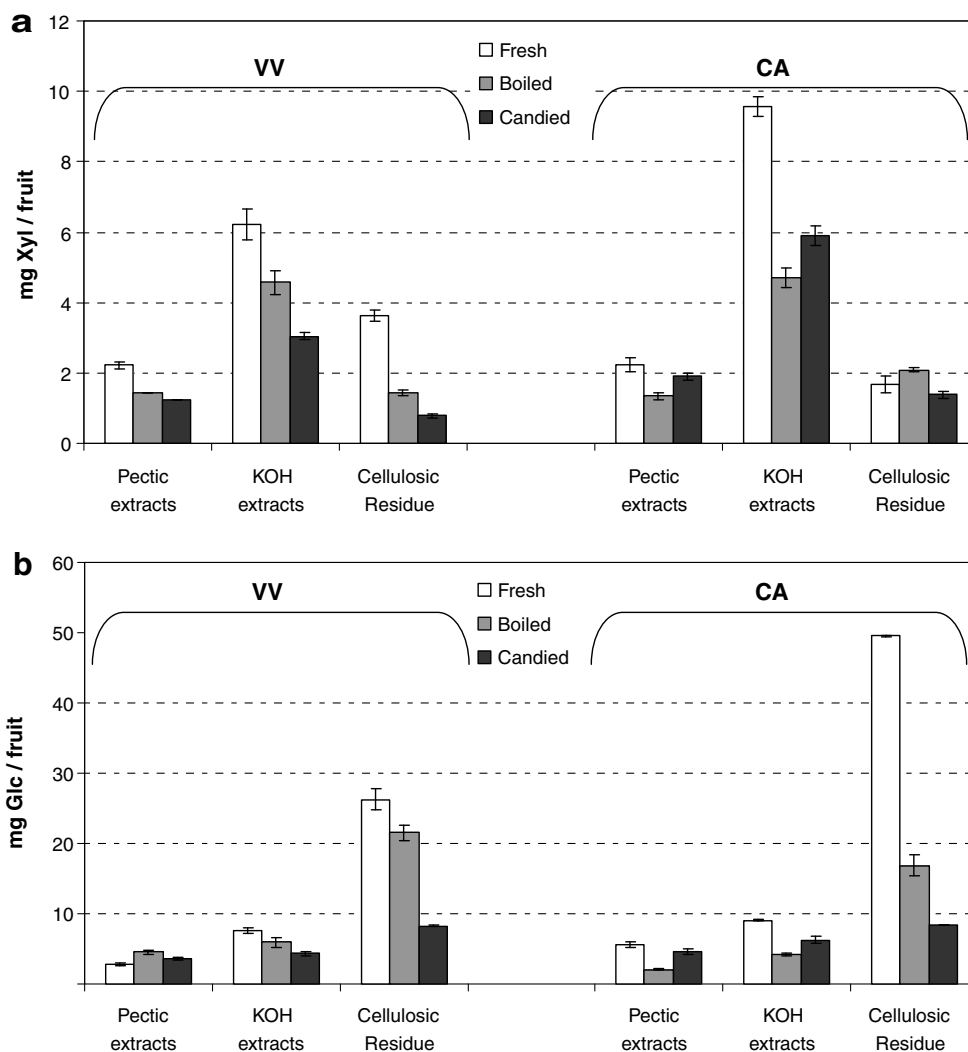 a
12
10
8
6
4
2
0
mg Xyl / fruit
VV
Fresh
Boiled
Candied
CA
Pectic extracts
KOH extracts
Cellulosic Residue
Pectic extracts
KOH extracts
Cellulosic Residue
b
60
50
40
30
20
10
mg Glc / fruit
VV
Fresh
Boiled
Candied
CA
Pectic extracts
KOH extracts
Cellulosic Residue
Pectic extracts
KOH extracts
Cellulosic Residue